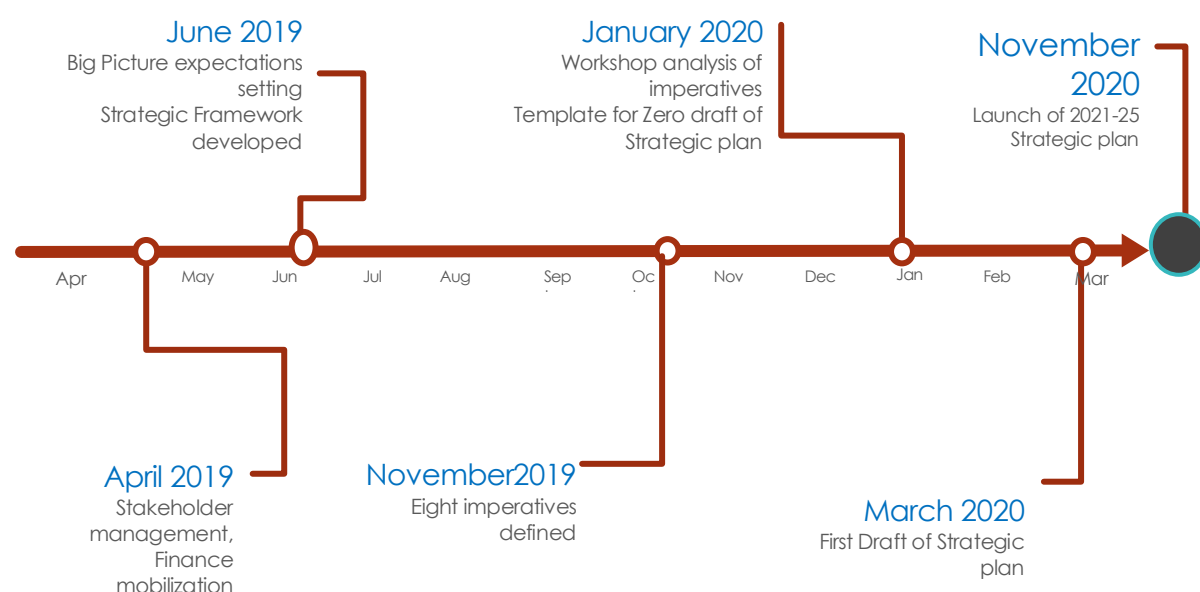 June 2019
Big Picture expectations
setting
Strategic Framework
developed
January 2020
Workshop analysis of
imperatives
Template for Zero draft of
Strategic plan
November
2020
Launch of 2021-25
Strategic plan
Apr May Jun Jul Aug Sep Oc Nov Dec Jan Feb Mar
April 2019
Stakeholder
management,
Finance
mobilization
November2019
Eight imperatives
defined
March 2020
First Draft of Strategic
plan